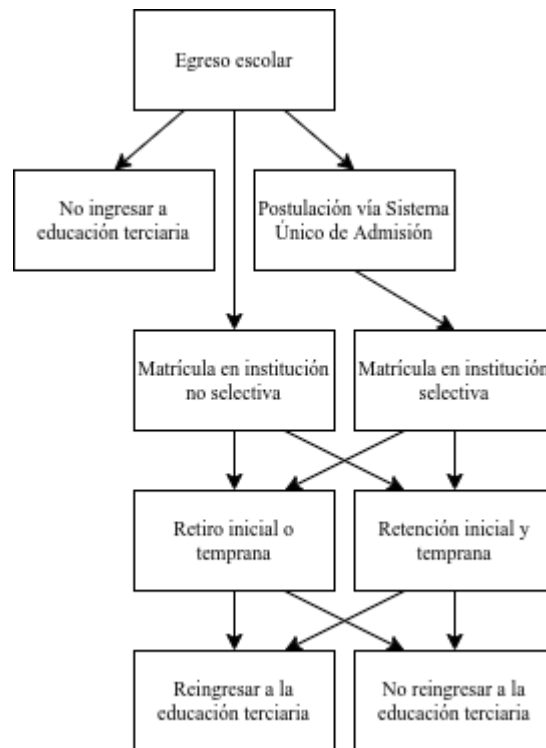 Egreso escolar
No ingresar a
educación terciaria
Postulación vía Sistema
Único de Admisión
Matrícula en institución
no selectiva
Matrícula en institución
selectiva
Retiro inicial o
temprana
Retención inicial y
temprana
Reingresar a la
educación terciaria
No reingresar a la
educación terciaria